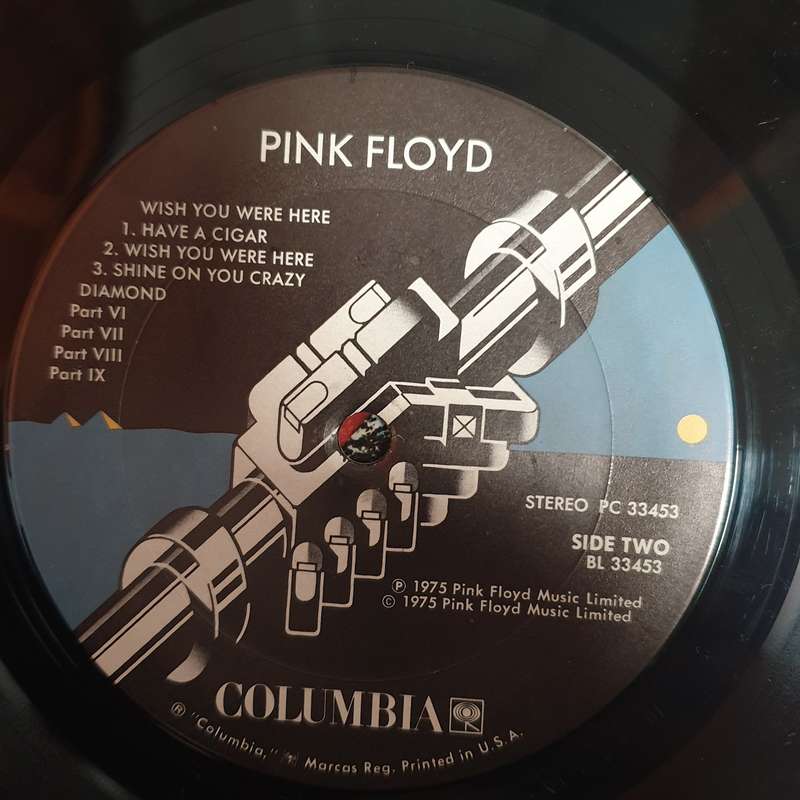 PINK FLOYD
WISH YOU WERE HERE
1. HAVE A CIGAR
2. WISH YOU WERE HERE
3. SHINE ON YOU CRAZY
DIAMOND
Part VI
Part VII
Part VIII
Part IX
STEREO PC 33453
SIDE TWO
BL 33453
Ⓟ 1975 Pink Floyd Music Limited
© 1975 Pink Floyd Music Limited
COLUMBIA
® "Columbia," Marcas Reg. Printed in U.S.A.